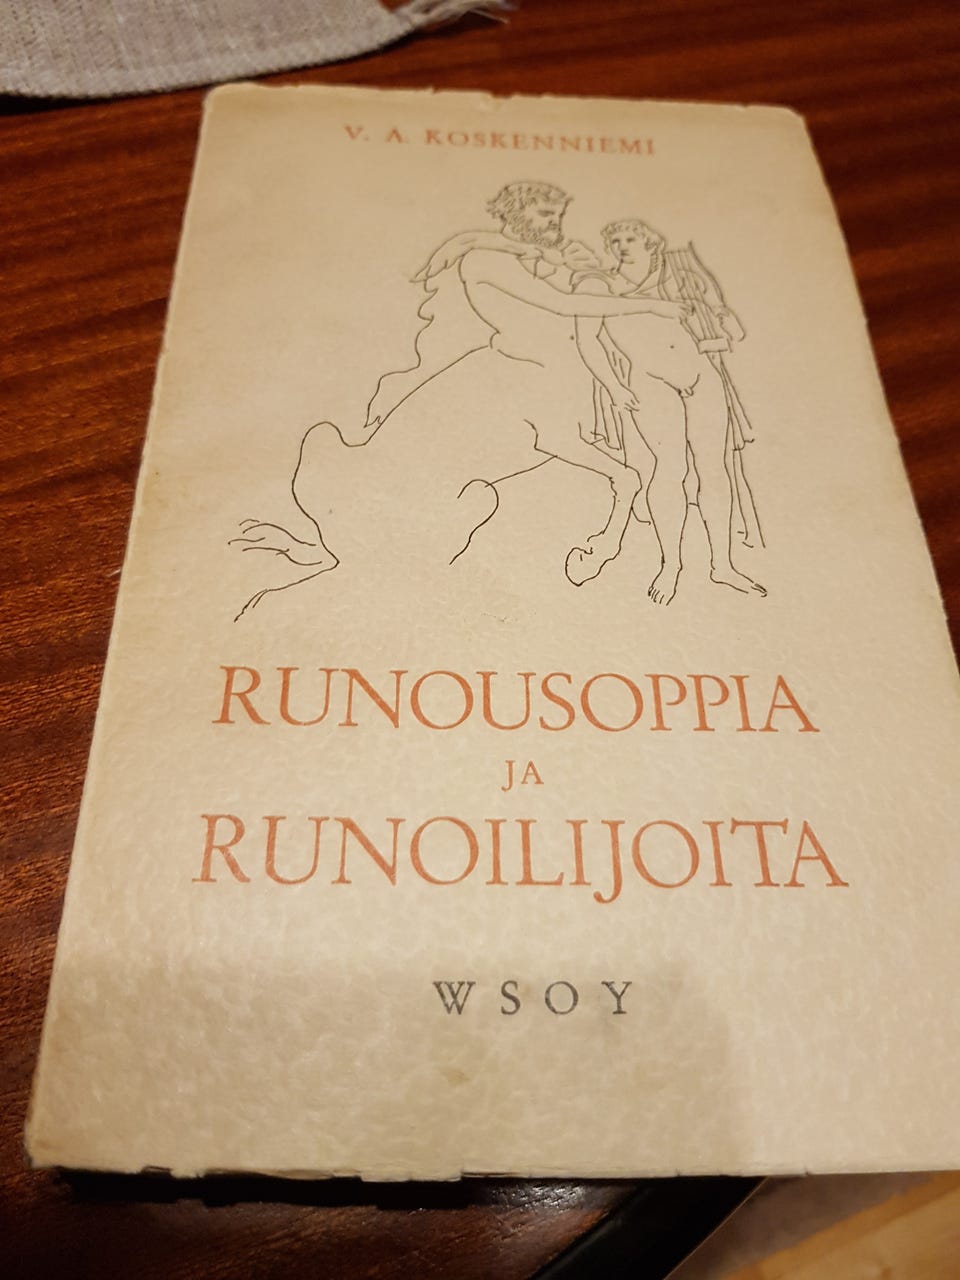 V. A. KOSKENNIEMI
RUNOUSOPPIA
JA
RUNOILIJOITA
WSOY